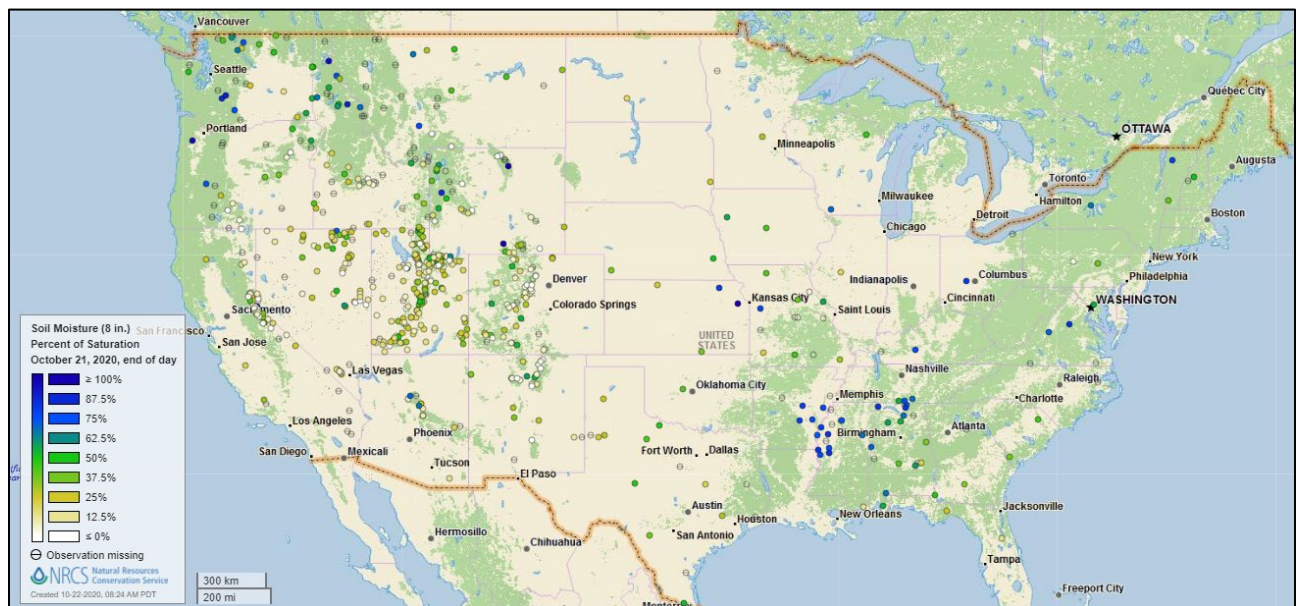 Vancouver
Seattle
Portland
Sacramento
San Francisco
San Jose
Las Vegas
Los Angeles
San Diego
Mexicali
Phoenix
Tucson
El Paso
Hermosillo
Chihuahua
Denver
Colorado Springs
UNITED
STATES
Oklahoma City
Fort Worth
Dallas
Austin
San Antonio
Houston
New Orleans
Minneapolis
Milwaukee
Chicago
Detroit
Indianapolis
Columbus
Cincinnati
Kansas City
Saint Louis
Nashville
Memphis
Birmingham
Atlanta
Charlotte
Raleigh
Jacksonville
Tampa
Freeport City
Québec City
OTTAWA
Augusta
Toronto
Hamilton
Boston
New York
Philadelphia
WASHINGTON
Soil Moisture (8 in.)
Percent of Saturation
October 21, 2020, end of day
≥ 100%
87.5%
75%
62.5%
50%
37.5%
25%
12.5%
≤ 0%
Observation missing
NRCS Natural Resources
Conservation Service
Created 10-22-2020, 08:24 AM PDT
300 km
200 mi